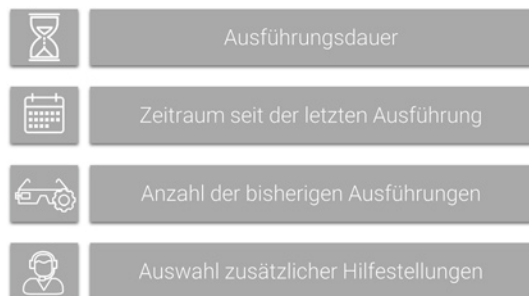 Ausführungsdauer
Zeitraum seit der letzten Ausführung
Anzahl der bisherigen Ausführungen
Auswahl zusätzlicher Hilfestellungen